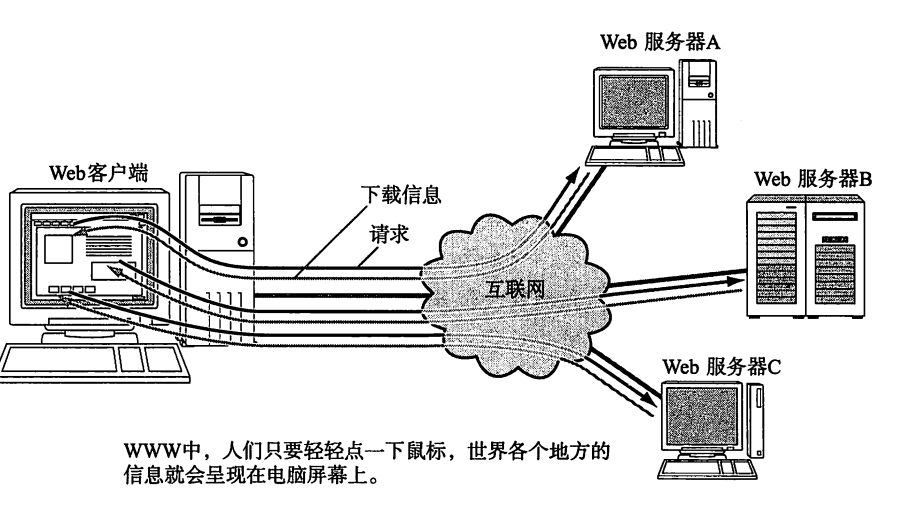 Web 服务器A
Web客户端
下载信息
Web 服务器B
请求
互联网
Web 服务器C
WWW中，人们只要轻轻点一下鼠标，世界各个地方的
信息就会呈现在电脑屏幕上。